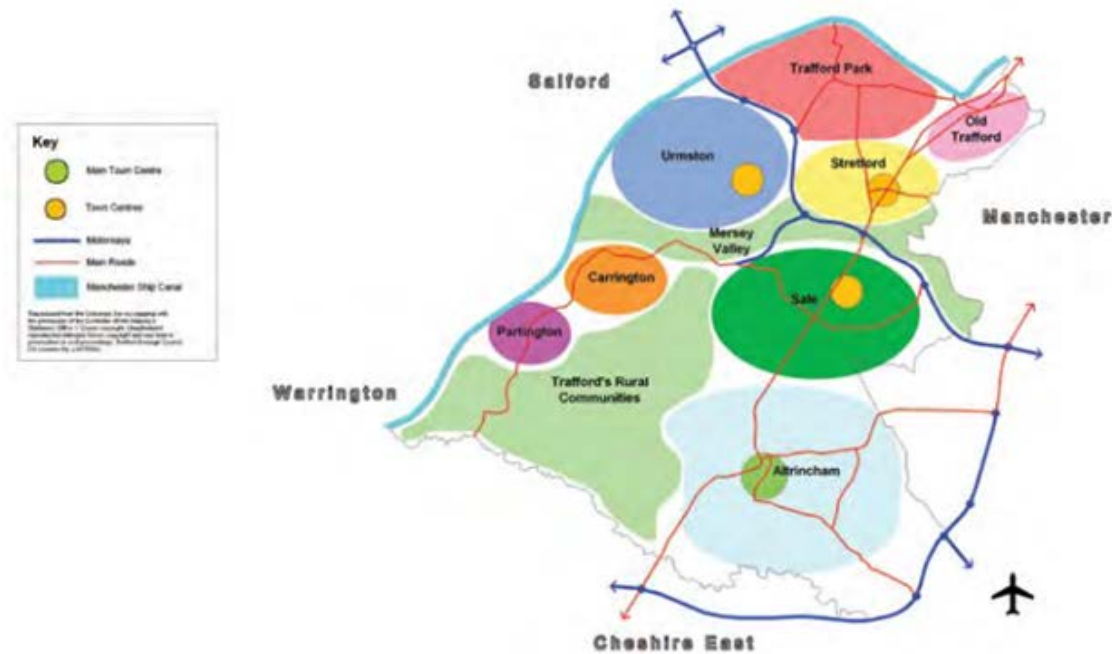 Salford
Trafford Park
Old
Trafford
Urmston
Stretford
Manchester
Mersey
Valley
Carrington
Sale
Partington
Trafford's Rural
Communities
Warrington
Altrincham
Cheshire East
Key
Main Town Centre
Town Centres
Motorways
Main Roads
Manchester Ship Canal